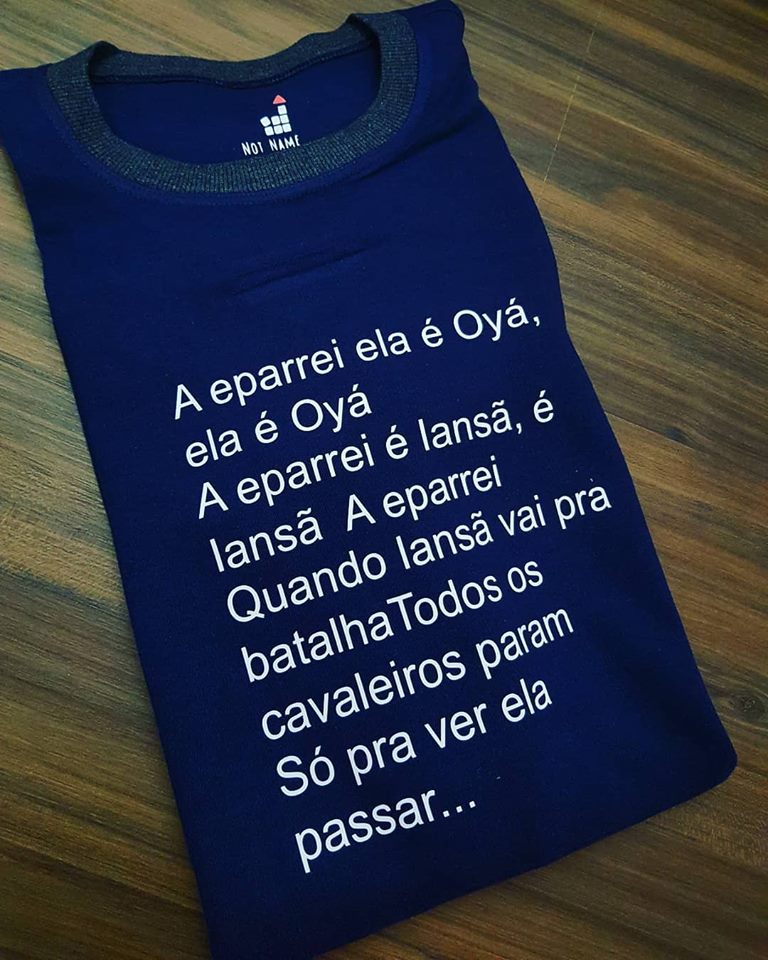 NOT NAME
A eparrei ela é Oyá,
ela é Oyá
A eparrei é Iansã, é
Iansã A eparrei
Quando Iansã vai pra
batalhaTodos os
cavaleiros param
Só pra ver ela
passar...